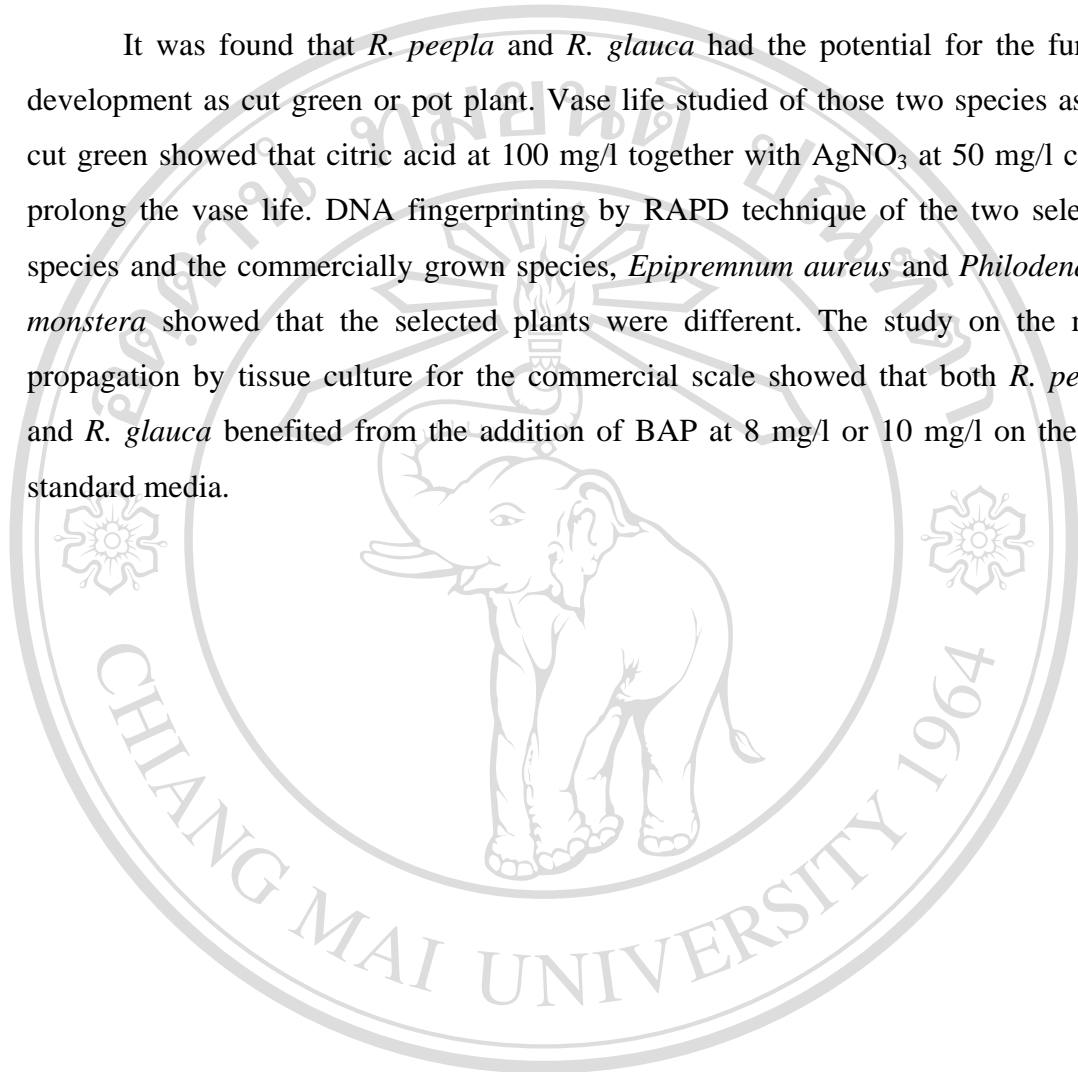 It was found that R. peepla and R. glauca had the potential for the fur
development as cut green or pot plant. Vase life studied of those two species as
cut green showed that citric acid at 100 mg/l together with AgNO₃ at 50 mg/l c
prolong the vase life. DNA fingerprinting by RAPD technique of the two sele
species and the commercially grown species, Epipremnum aureus and Philodend
monstera showed that the selected plants were different. The study on the
propagation by tissue culture for the commercial scale showed that both R. pe
and R. glauca benefited from the addition of BAP at 8 mg/l or 10 mg/l on the
standard media.
CHIANG MAI UNIVERSITY 1964